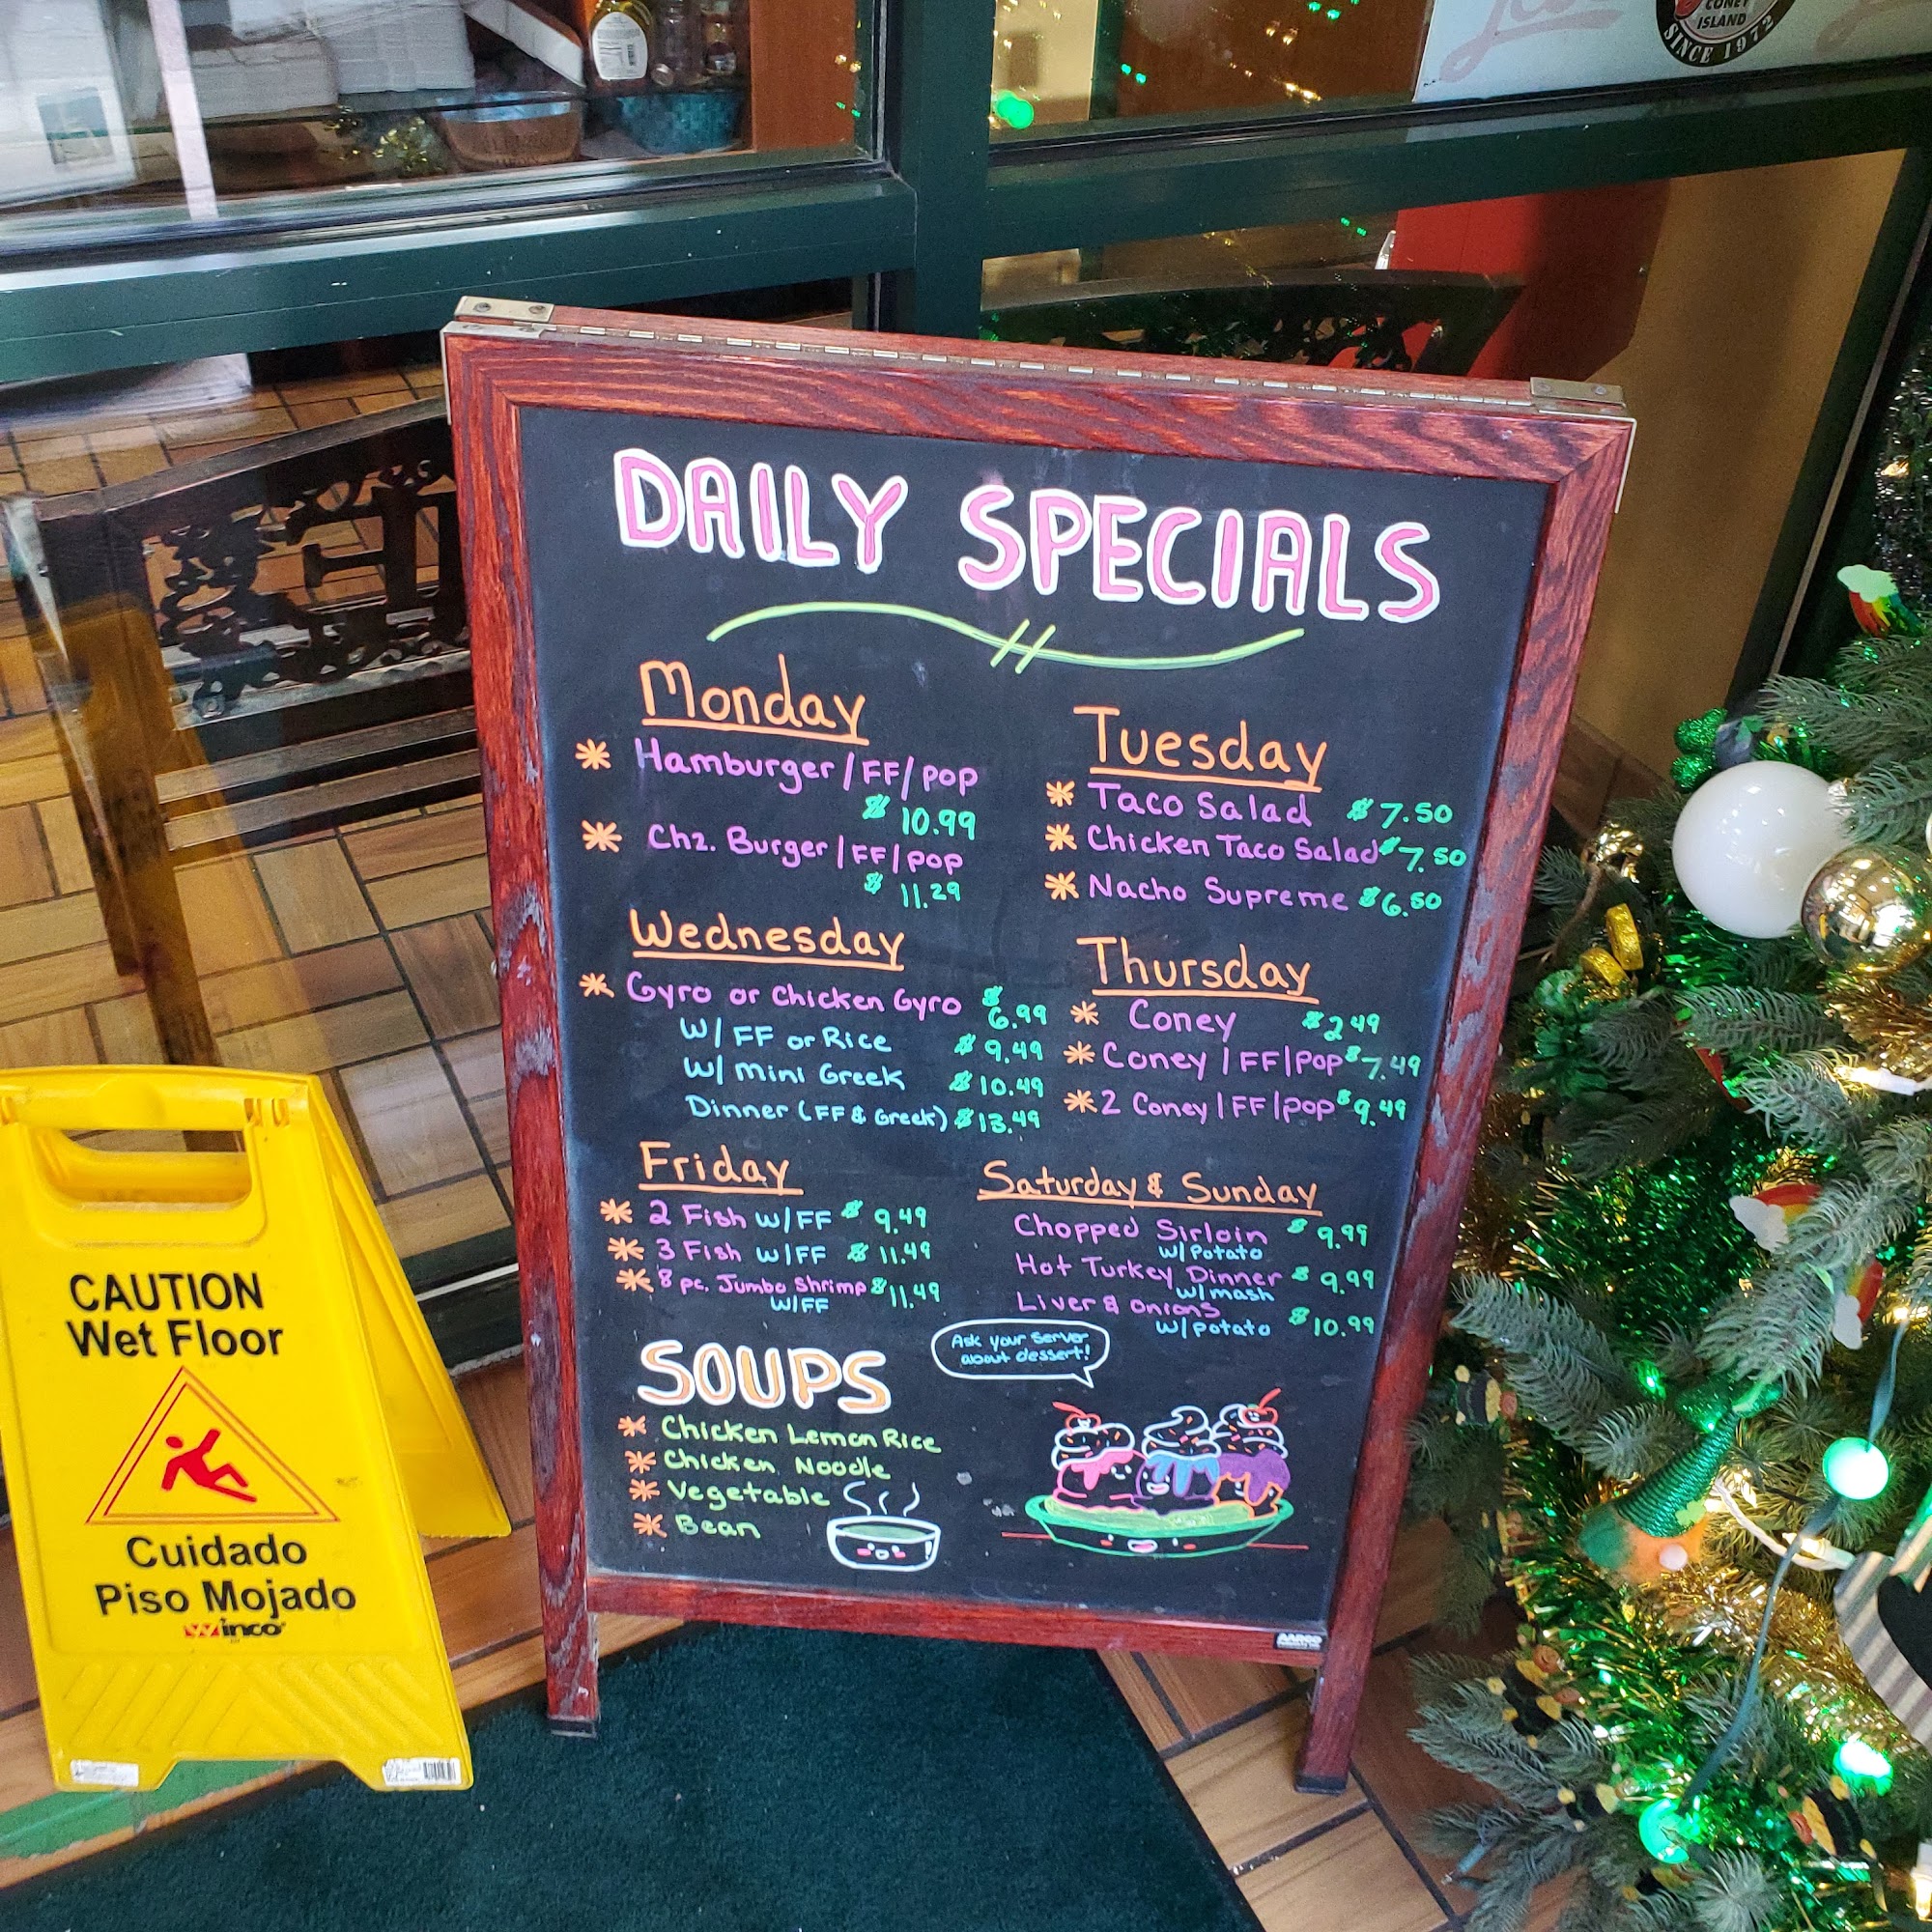 CONEY
ISLAND
SINCE 1972
DAILY SPECIALS
Monday
* Hamburger/FF/pop
$10.99
* Chz. Burger/FF/pop
$11.29
Tuesday
* Taco Salad $7.50
* Chicken Taco Salad $7.50
* Nacho Supreme $6.50
Wednesday
* Gyro or Chicken Gyro $6.99
W/ FF or Rice $9.49
W/ mini Greek $10.49
Dinner (FF & Greek) $13.49
Thursday
* Coney $2.49
* Coney/FF/pop $7.49
* 2 Coney/FF/pop $9.49
Friday
* 2 Fish w/FF $9.49
* 3 Fish w/FF $11.49
* 8 pc. Jumbo Shrimp $11.49
w/FF
Saturday & Sunday
Chopped Sirloin $9.99
w/potato
Hot Turkey Dinner $9.99
w/mash
Liver & onions
w/potato $10.99
SOUPS
* Chicken Lemon Rice
* Chicken Noodle
* Vegetable
* Bean
Ask your server
about dessert!
AARCO
CAUTION
Wet Floor
Cuidado
Piso Mojado
Winco